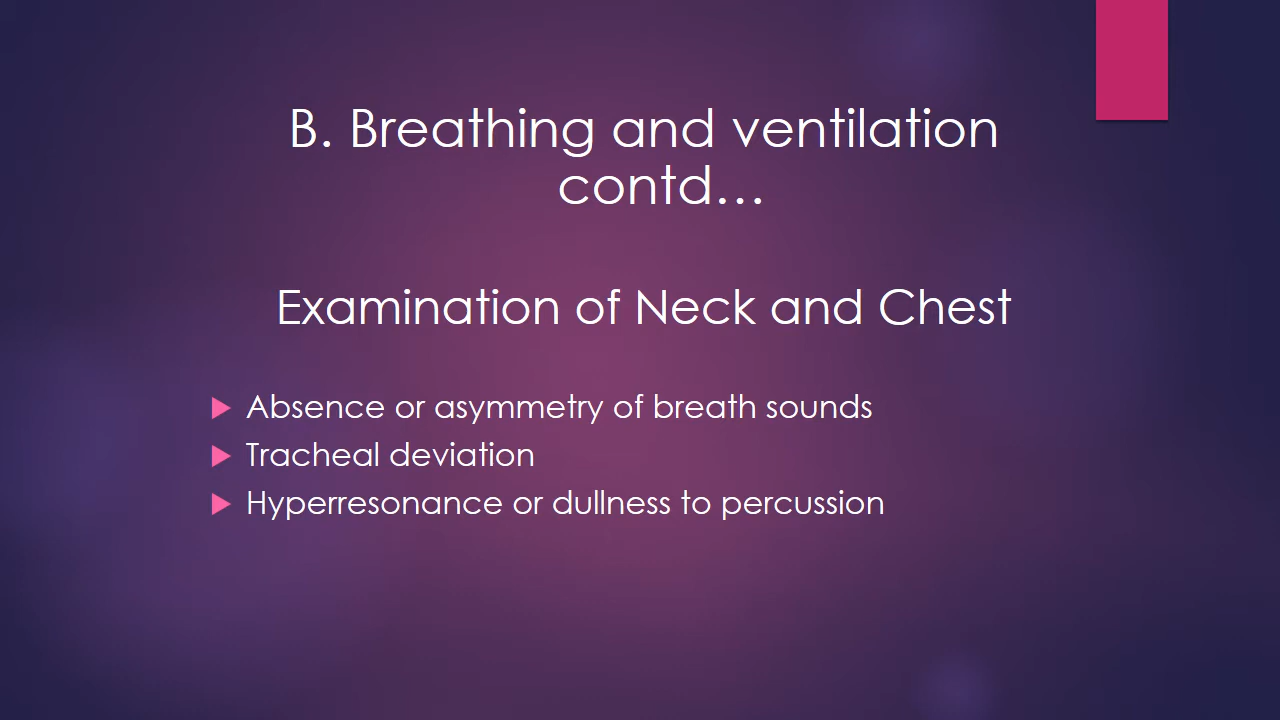 B. Breathing and ventilation
contd…
Examination of Neck and Chest
Absence or asymmetry of breath sounds
Tracheal deviation
Hyperresonance or dullness to percussion